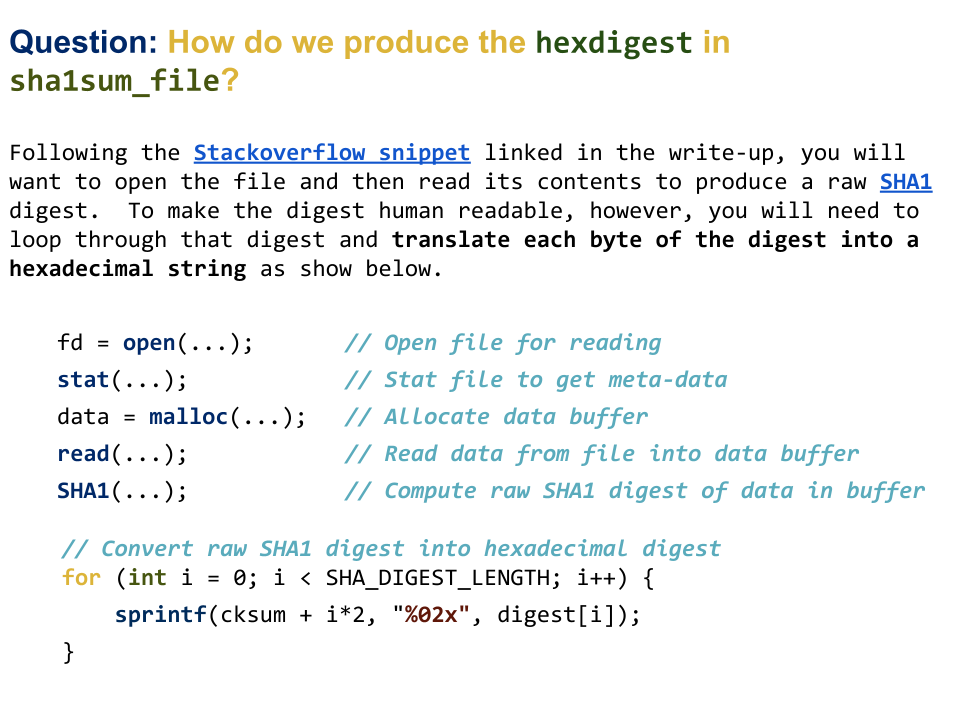 Question: How do we produce the hexdigest in
sha1sum_file?
Following the Stackoverflow snippet linked in the write-up, you will
want to open the file and then read its contents to produce a raw SHA1
digest.  To make the digest human readable, however, you will need to
loop through that digest and translate each byte of the digest into a
hexadecimal string as show below.
fd = open(...);       // Open file for reading
stat(...);            // Stat file to get meta-data
data = malloc(...);   // Allocate data buffer
read(...);            // Read data from file into data buffer
SHA1(...);            // Compute raw SHA1 digest of data in buffer
// Convert raw SHA1 digest into hexadecimal digest
for (int i = 0; i < SHA_DIGEST_LENGTH; i++) {
    sprintf(cksum + i*2, "%02x", digest[i]);
}